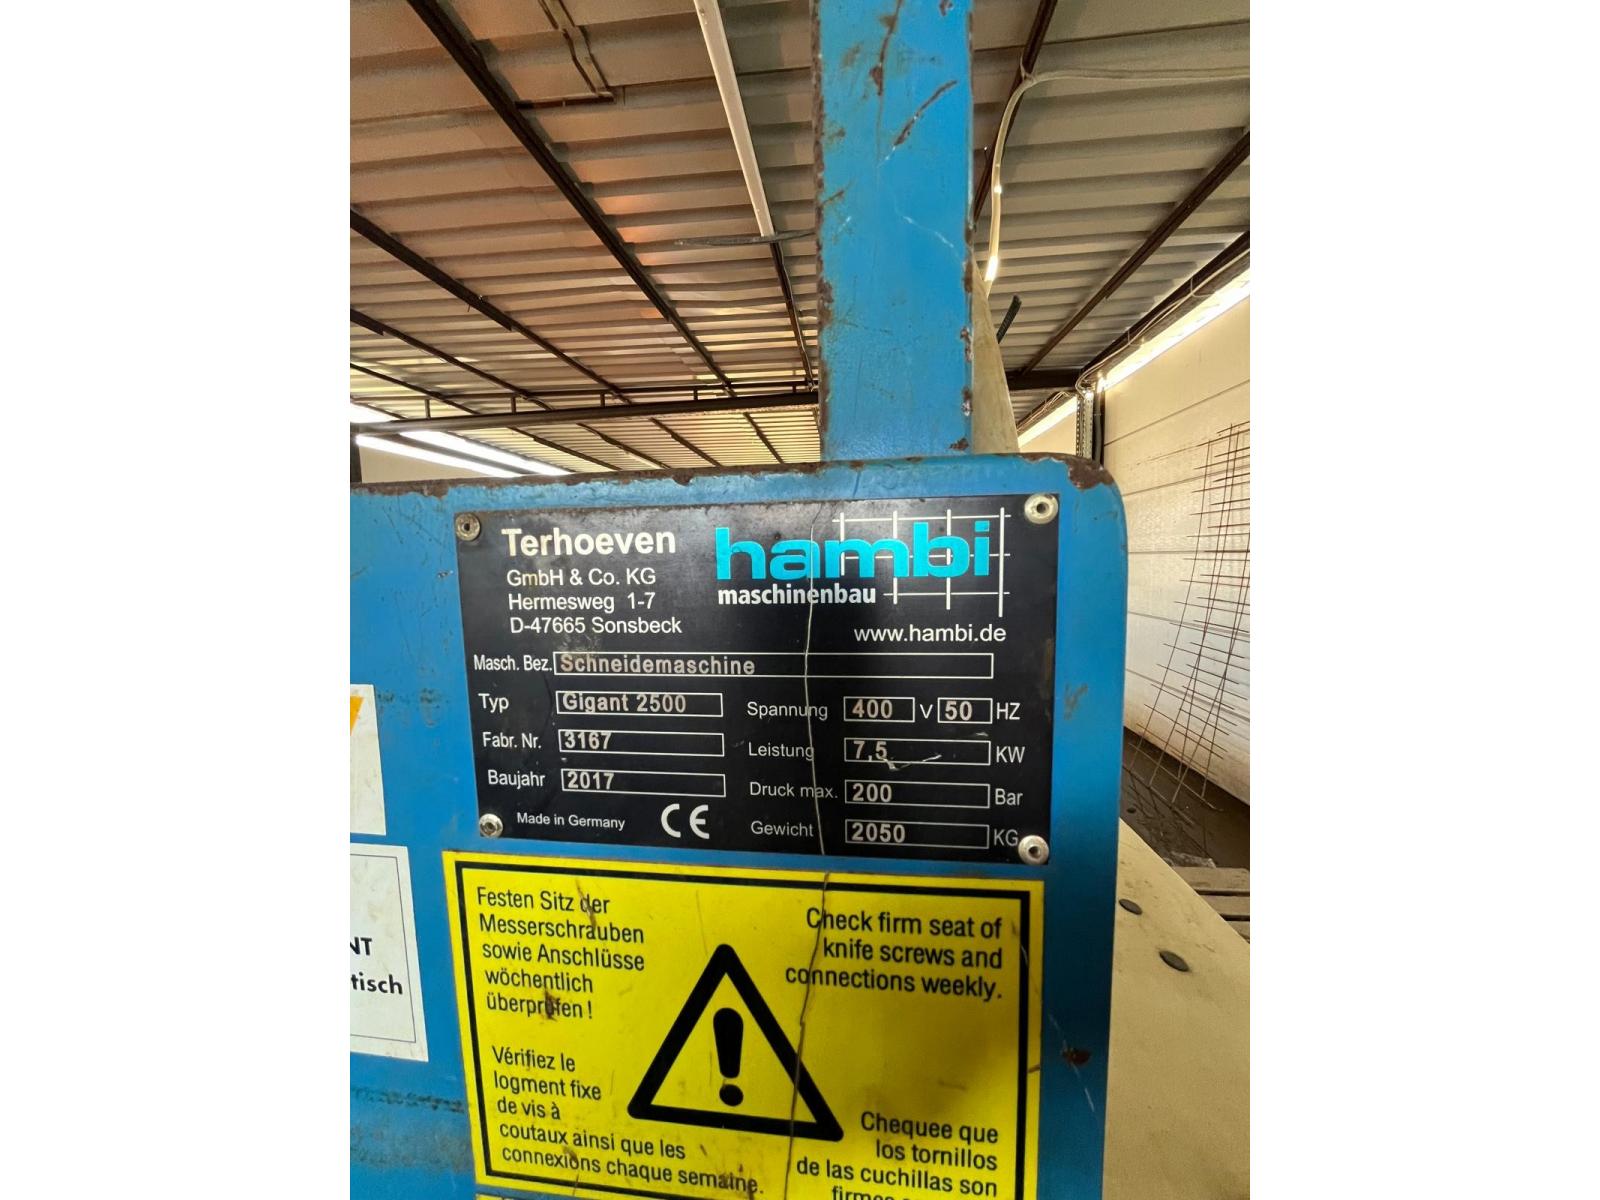 Terhoeven
GmbH & Co. KG
Hermesweg 1-7
D-47665 Sonsbeck
hambi
maschinenbau
www.hambi.de
Masch. Bez. Schneidemaschine
Typ Gigant 2500
Spannung 400 V 50 HZ
Fabr. Nr. 3167
Leistung 7,5 KW
Baujahr 2017
Druck max. 200 Bar
Made in Germany CE
Gewicht 2050 KG
NT
tisch
Festen Sitz der
Messerschrauben
sowie Anschlüsse
wöchentlich
überprüfen !
Check firm seat of
knife screws and
connections weekly.
Vérifiez le
logment fixe
de vis à
coutaux ainsi que les
connexions chaque semaine.
Chequee que
los tornillos
de las cuchillas son
firmes